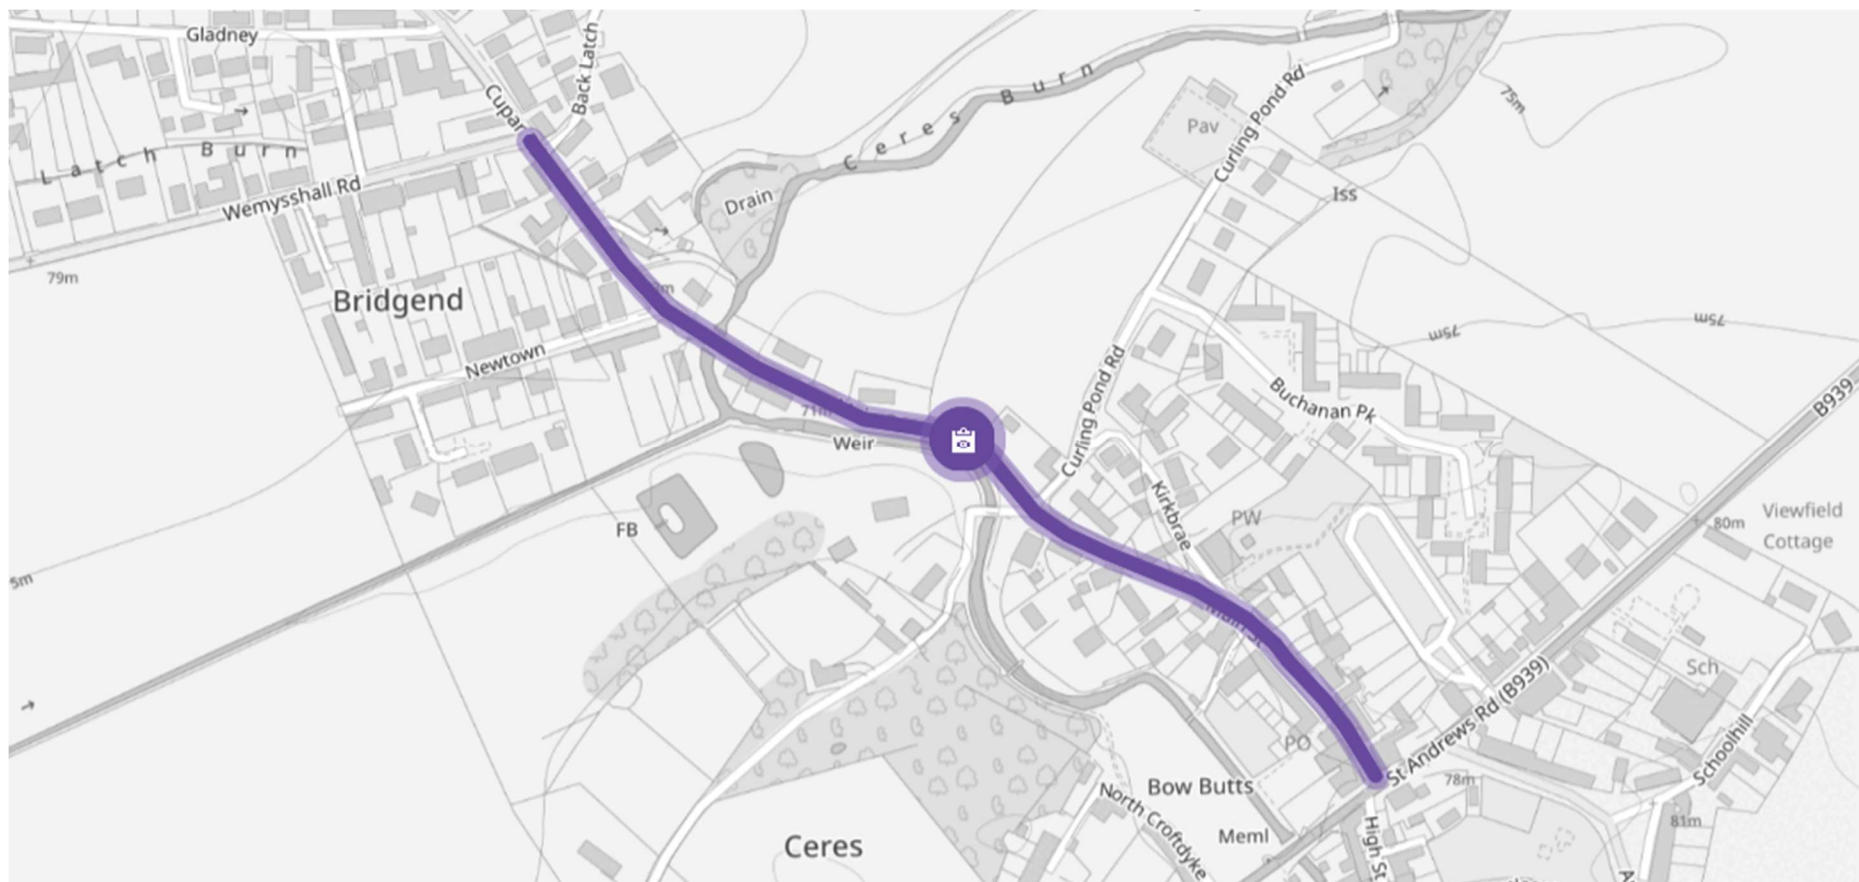 Gladney
Back Latch
Cupar
Latch Burn
Wemysshall Rd
79m
Bridgend
Newtown
Drain
Ceres Burn
Pav
Curling Pond Rd
75m
Iss
75m
75m
Buchanan Pk
Curling Pond Rd
B939
Weir
Kirkbrae
PW
FB
80m
Viewfield
Cottage
5m
Sch
PO
St Andrews Rd (B939)
78m
Schoolhill
Bow Butts
North Croftdyke
Meml
81m
High St
Ceres